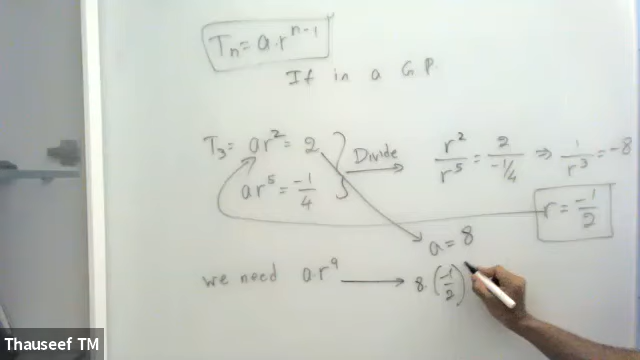 Tn = a.r^n-1
If in a G.P.
T3 = ar^2 = 2
ar^5 = -1/4
Divide
r^2/r^5 = 2/-1/4 ⇒ 1/r^3 = -8
r = -1/2
a = 8
we need a.r^9 → 8.(-1/2)
Thauseef TM